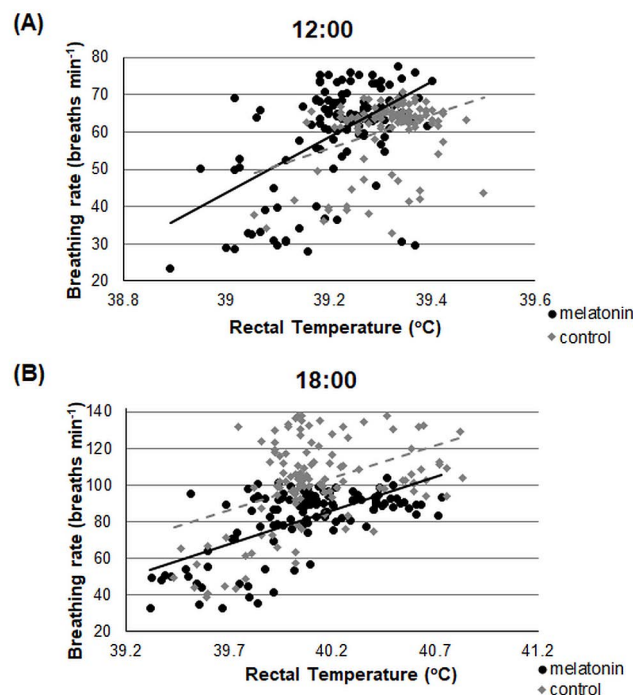 (A)
12:00
Breathing rate (breaths min-1)
80
70
60
50
40
30
20
38.8 39 39.2 39.4 39.6
Rectal Temperature (oC)
melatonin
control
(B)
18:00
Breathing rate (breaths min-1)
140
120
100
80
60
40
20
39.2 39.7 40.2 40.7 41.2
Rectal Temperature (oC)
melatonin
control